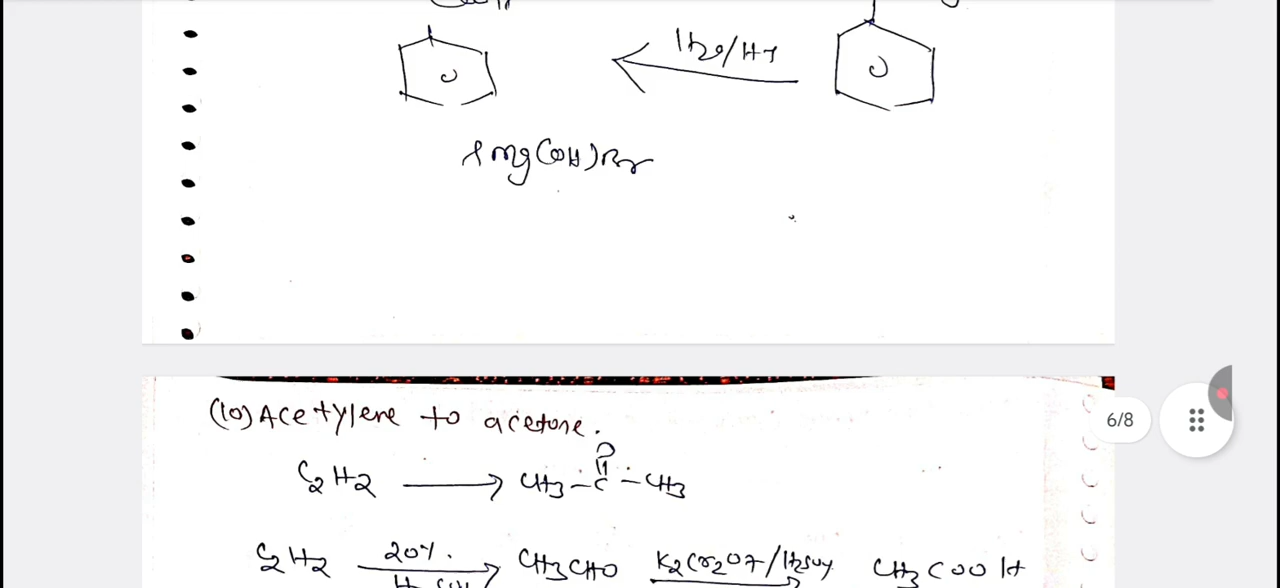 H2O/H+
+ Mg(OH)Br
(10) Acetylene to acetone.
O
C2H2 → CH3-C-CH3
6/8
C2H2 20%. → CH3CHO K2Cr2O7/H2SO4 → CH3COOH